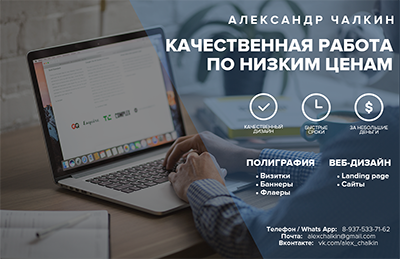 АЛЕКСАНДР ЧАЛКИН
КАЧЕСТВЕННАЯ РАБОТА
ПО НИЗКИМ ЦЕНАМ
КАЧЕСТВЕННЫЙ
ДИЗАЙН
БЫСТРЫЕ
СРОКИ
$
ЗА НЕБОЛЬШИЕ
ДЕНЬГИ
ПОЛИГРАФИЯ
• Визитки
• Баннеры
• Флаеры
ВЕБ-ДИЗАЙН
• Landing page
• Сайты
Телефон / Whats App: 8-937-533-71-62
Почта: alexchalkin@gmail.com
Вконтакте: vk.com/alex_chalkin